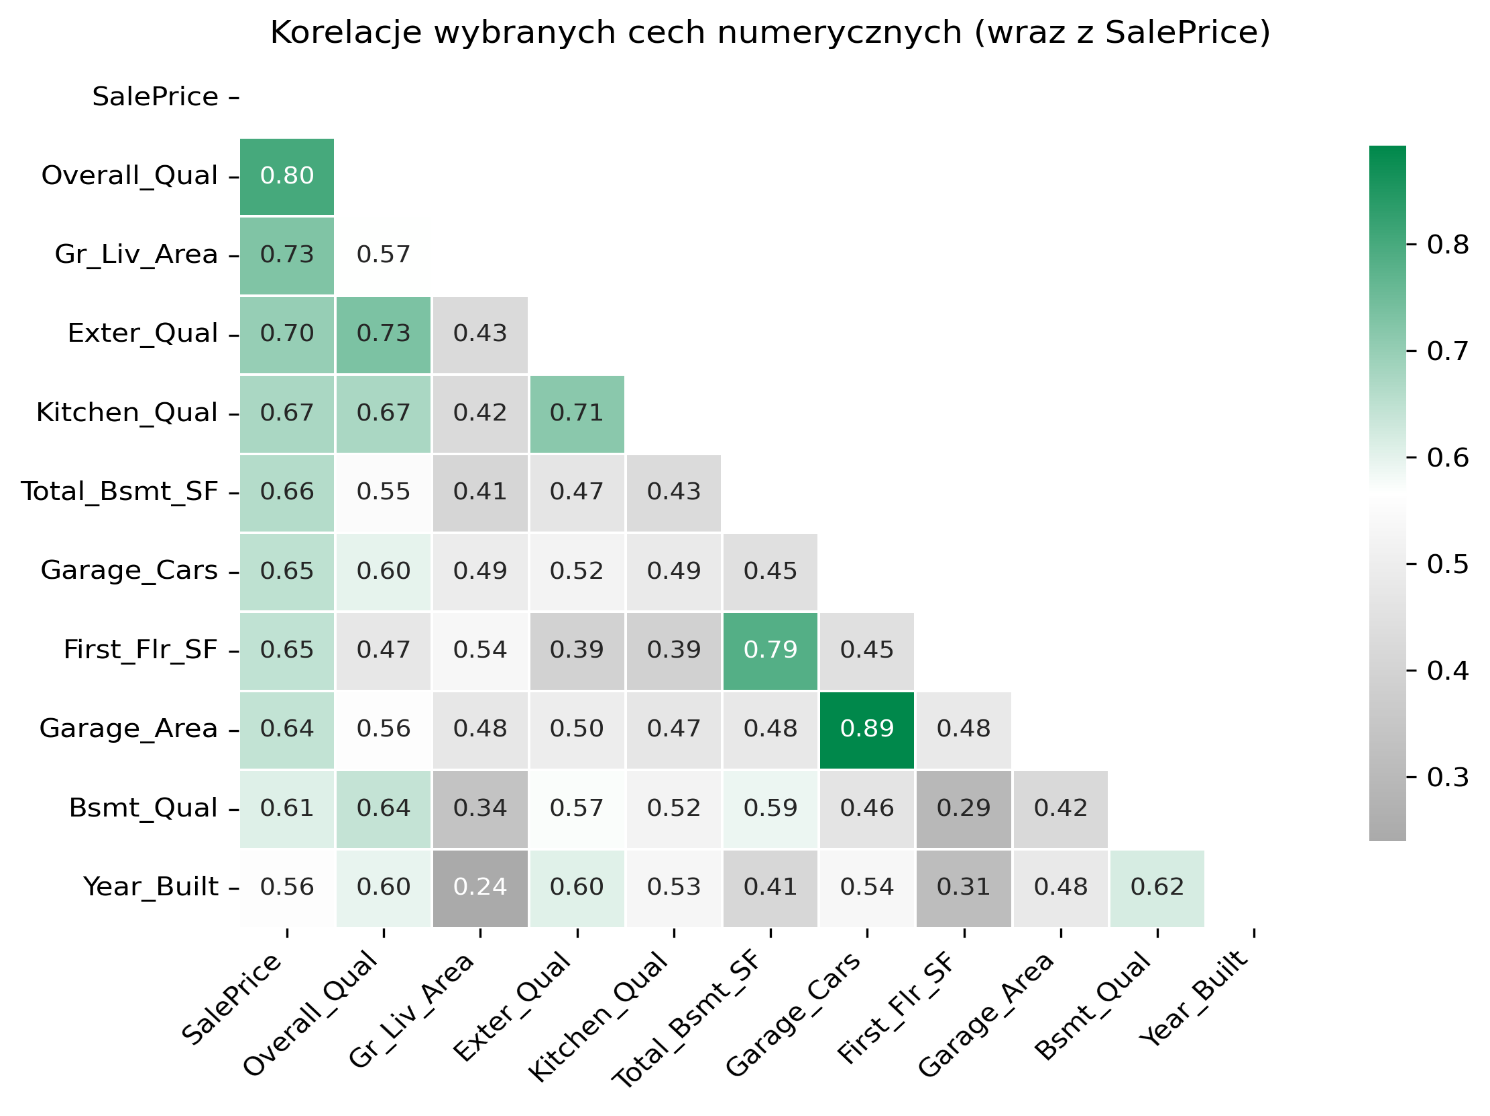 Korelacje wybranych cech numerycznych (wraz z SalePrice)
SalePrice
Overall_Qual 0.80
Gr_Liv_Area 0.73 0.57
Exter_Qual 0.70 0.73 0.43
Kitchen_Qual 0.67 0.67 0.42 0.71
Total_Bsmt_SF 0.66 0.55 0.41 0.47 0.43
Garage_Cars 0.65 0.60 0.49 0.52 0.49 0.45
First_Flr_SF 0.65 0.47 0.54 0.39 0.39 0.79 0.45
Garage_Area 0.64 0.56 0.48 0.50 0.47 0.48 0.89 0.48
Bsmt_Qual 0.61 0.64 0.34 0.57 0.52 0.59 0.46 0.29 0.42
Year_Built 0.56 0.60 0.24 0.60 0.53 0.41 0.54 0.31 0.48 0.62
SalePrice Overall_Qual Gr_Liv_Area Exter_Qual Kitchen_Qual Total_Bsmt_SF Garage_Cars First_Flr_SF Garage_Area Bsmt_Qual Year_Built
0.8
0.7
0.6
0.5
0.4
0.3